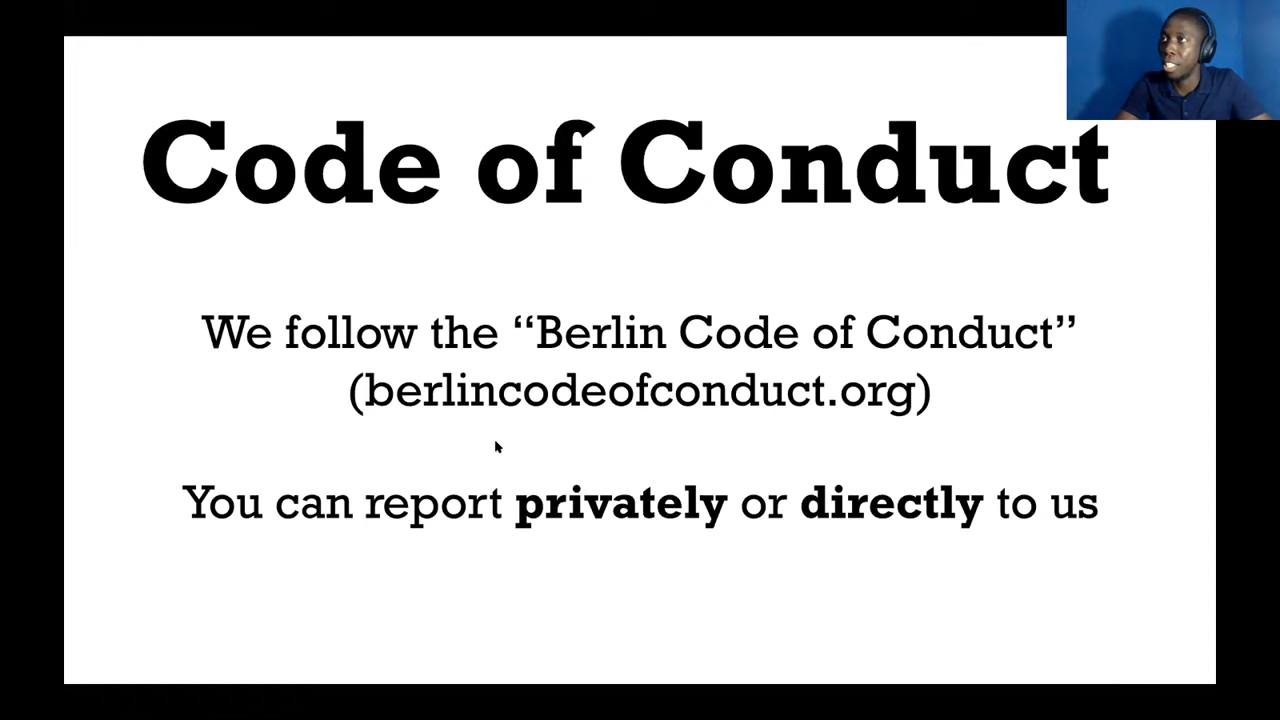 Code of Conduct
We follow the “Berlin Code of Conduct”
(berlincodeofconduct.org)
You can report privately or directly to us